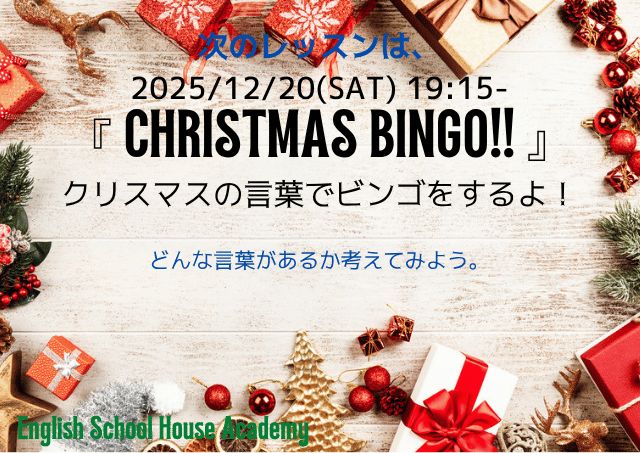 次のレッスンは、
2025/12/20(SAT) 19:15-
『 CHRISTMAS BINGO!! 』
クリスマスの言葉でビンゴをするよ！
どんな言葉があるか考えてみよう。
English School House Academy